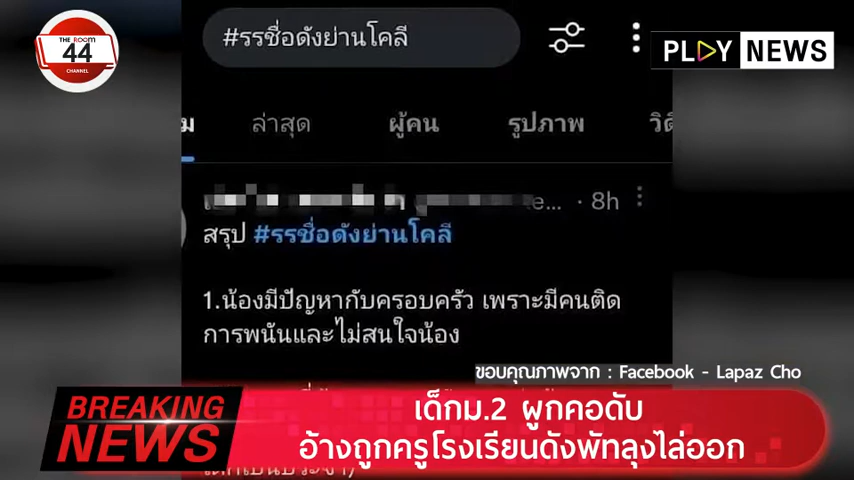 THE ROOM
44
CHANNEL
#รรชื่อดังย่านโคลี
PLAY NEWS
ล่าสุด ผู้คน รูปภาพ
8h
สรุป #รรชื่อดังย่านโคลี
1.น้องมีปัญหากับครอบครัว เพราะมีคนติด
การพนันและไม่สนใจน้อง
ขอบคุณภาพจาก : Facebook - Lapaz Cho
BREAKING
NEWS
เด็กม.2 ผูกคอดับ
อ้างถูกครูโรงเรียนดังพัทลุงไล่ออก